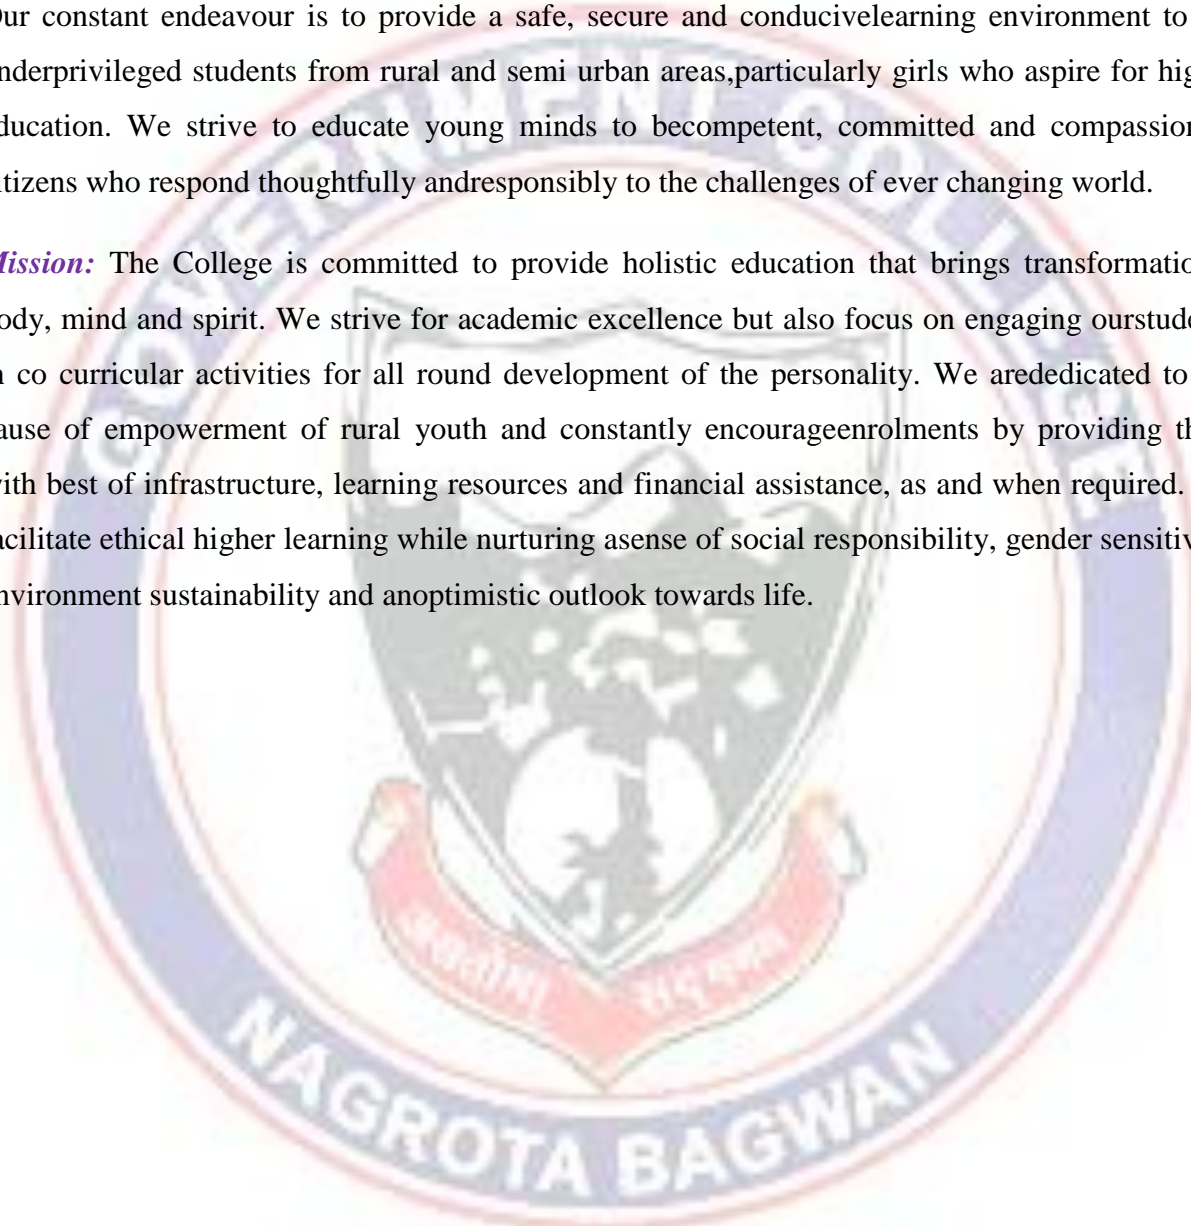 Our constant endeavour is to provide a safe, secure and conducivelearning environment to
nderprivileged students from rural and semi urban areas,particularly girls who aspire for hig
ducation. We strive to educate young minds to becompetent, committed and compassion
itizens who respond thoughtfully andresponsibly to the challenges of ever changing world.
Mission: The College is committed to provide holistic education that brings transformatio
ody, mind and spirit. We strive for academic excellence but also focus on engaging ourstude
n co curricular activities for all round development of the personality. We arededicated to
ause of empowerment of rural youth and constantly encourageenrolments by providing th
with best of infrastructure, learning resources and financial assistance, as and when required.
acilitate ethical higher learning while nurturing asense of social responsibility, gender sensitiv
nvironment sustainability and anoptimistic outlook towards life.
GOVERNMENT COLLEGE
NAGROTA BAGWAN